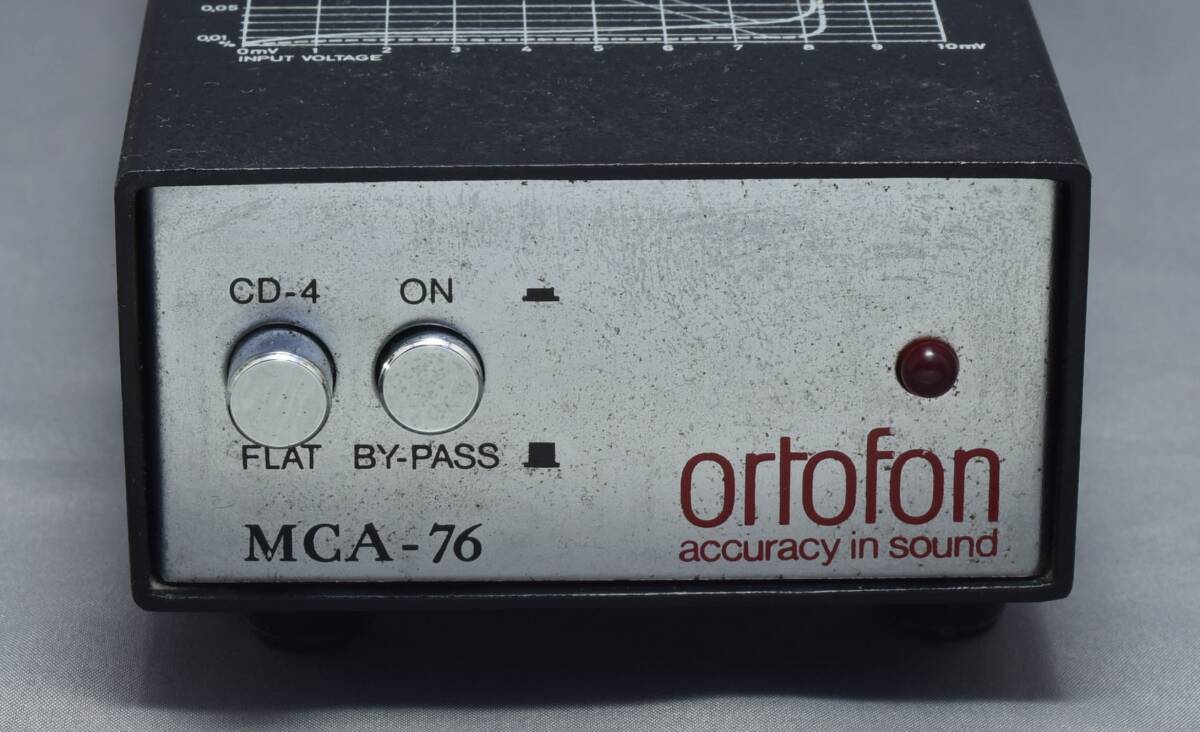 0,05
0,01
%
0mV 1 2 3 4 5 6 7 8 9 10mV
INPUT VOLTAGE
CD-4 ON
FLAT BY-PASS
MCA-76
ortofon
accuracy in sound